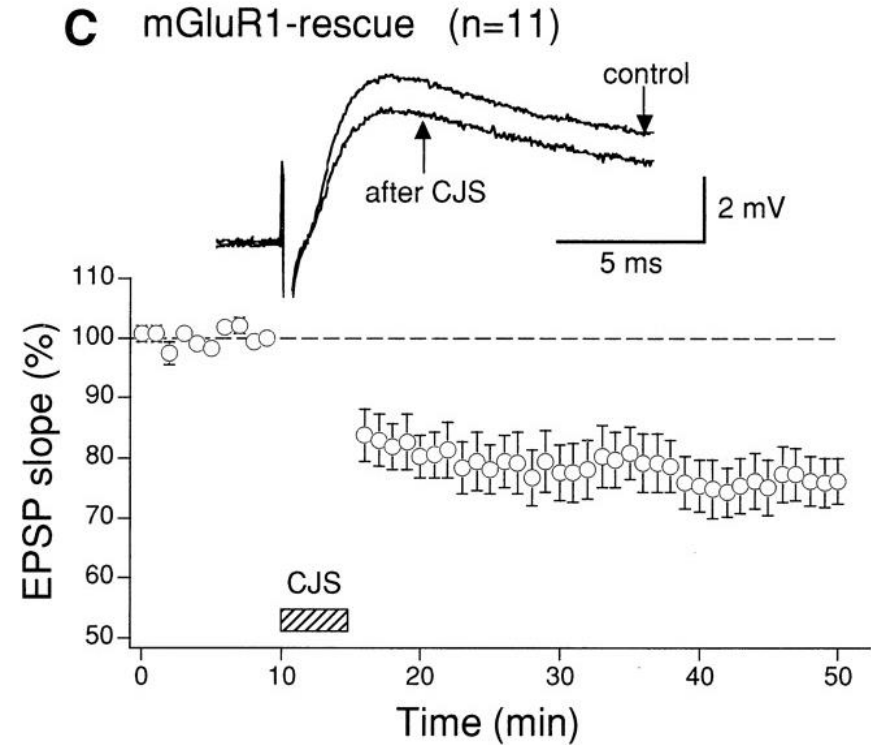 C mGluR1-rescue (n=11)
control
after CJS
2 mV
5 ms
110
100
90
80
70
60
50
EPSP slope (%)
CJS
0 10 20 30 40 50
Time (min)